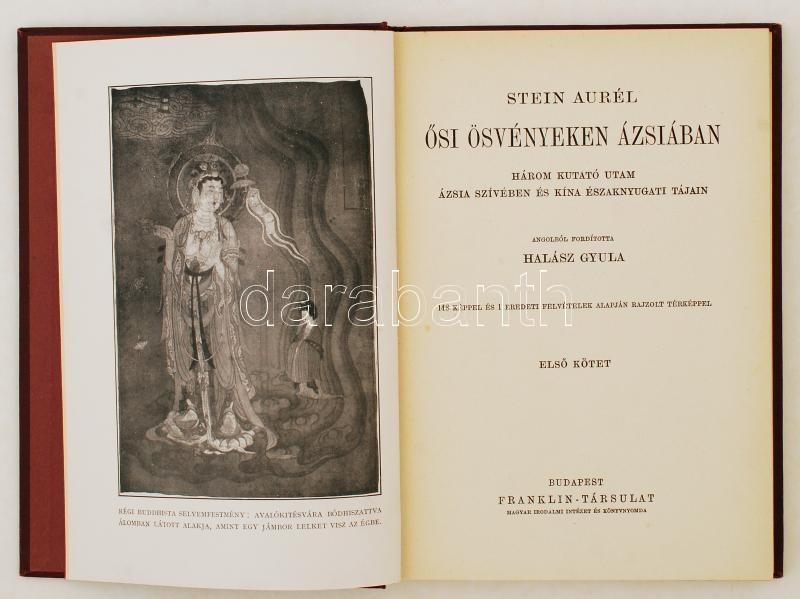 RÉGI BUDDHISTA SELYEMFESTMÉNY: AVALÓKITÉSVÁRA BÓDHISZATTVA
ÁLOMBAN LÁTOTT ALAKJA, AMINT EGY JÁMBOR LELKET VISZ AZ ÉGBE.
STEIN AURÉL
ŐSI ÖSVÉNYEKEN ÁZSIÁBAN
HÁROM KUTATÓ UTAM
ÁZSIA SZÍVÉBEN ÉS KÍNA ÉSZAKNYUGATI TÁJAIN
ANGOLBÓL FORDÍTOTTA
HALÁSZ GYULA
KÉPPEL ÉS 1 EREDETI FELVÉTELEK ALAPJÁN RAJZOLT TÉRKÉPPEL
ELSŐ KÖTET
BUDAPEST
FRANKLIN-TÁRSULAT
MAGYAR IRODALMI INTÉZET ÉS KÖNYVNYOMDA
darabanth